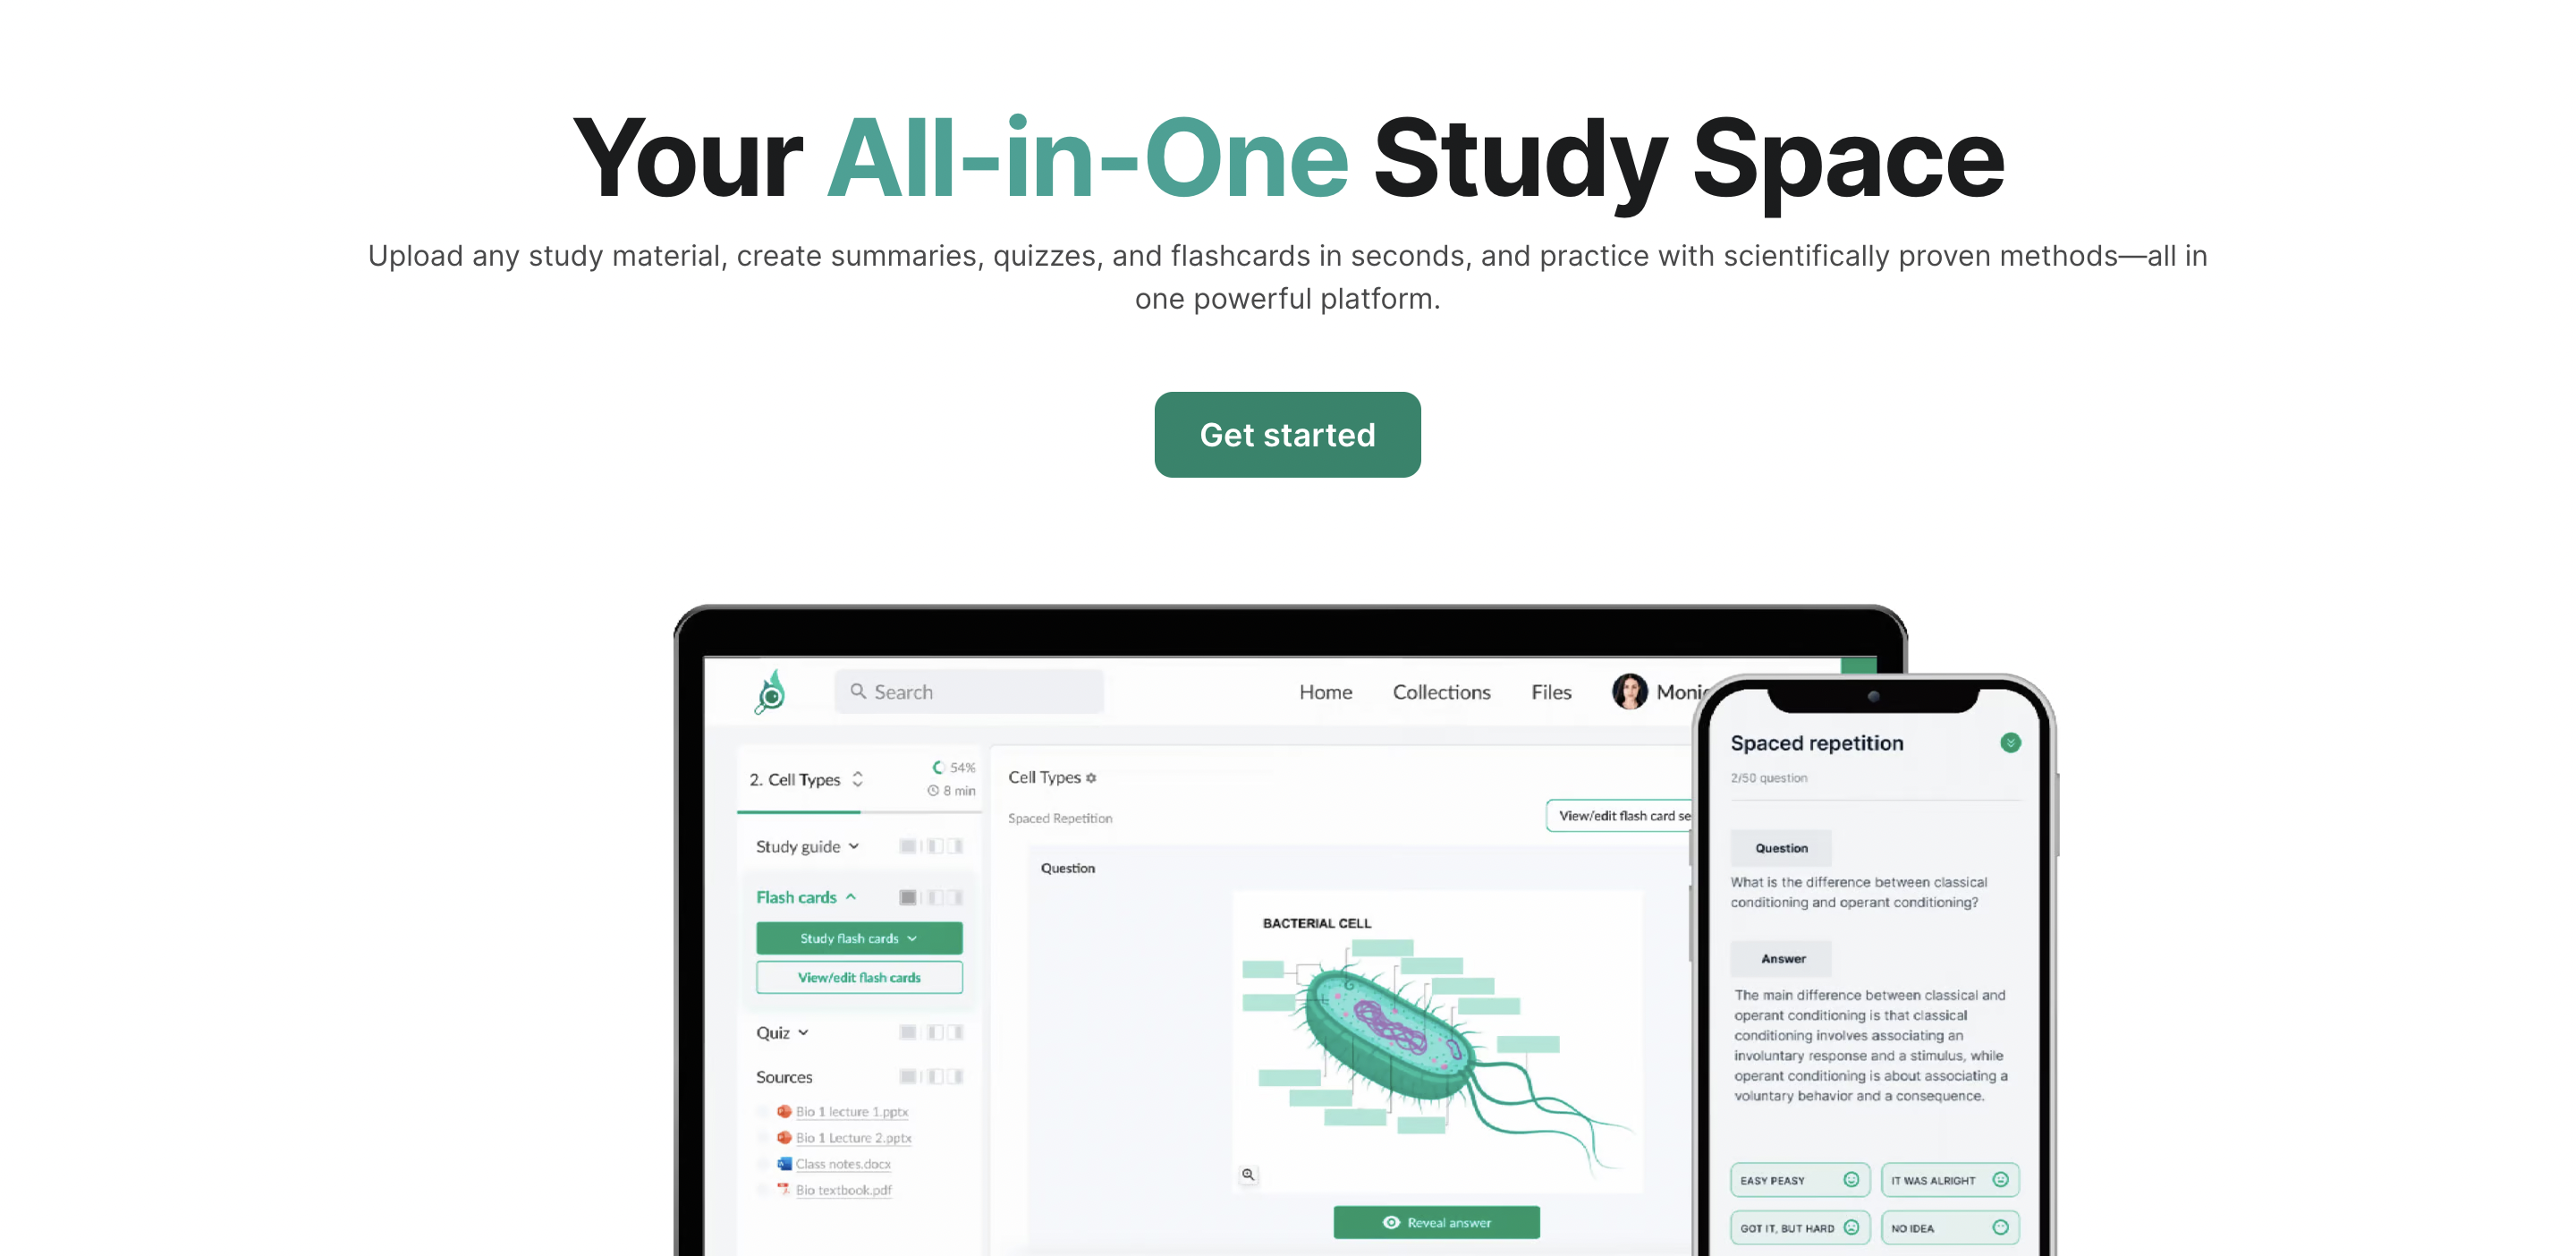 Your All-in-One Study Space
Upload any study material, create summaries, quizzes, and flashcards in seconds, and practice with scientifically proven methods—all in
one powerful platform.
Get started
Search
Home
Collections
Files
2. Cell Types
54%
8 min
Study guide
Flash cards
Study flash cards
View/edit flash cards
Quiz
Sources
Bio 1 lecture 1.pptx
Bio 1 Lecture 2.pptx
Class notes.docx
Bio textbook.pdf
Cell Types
Spaced Repetition
View/edit flash card se
Question
BACTERIAL CELL
Reveal answer
Spaced repetition
2/50 question
Question
What is the difference between classical
conditioning and operant conditioning?
Answer
The main difference between classical and
operant conditioning is that classical
conditioning involves associating an
involuntary response and a stimulus, while
operant conditioning is about associating a
voluntary behavior and a consequence.
EASY PEASY
IT WAS ALRIGHT
GOT IT, BUT HARD
NO IDEA